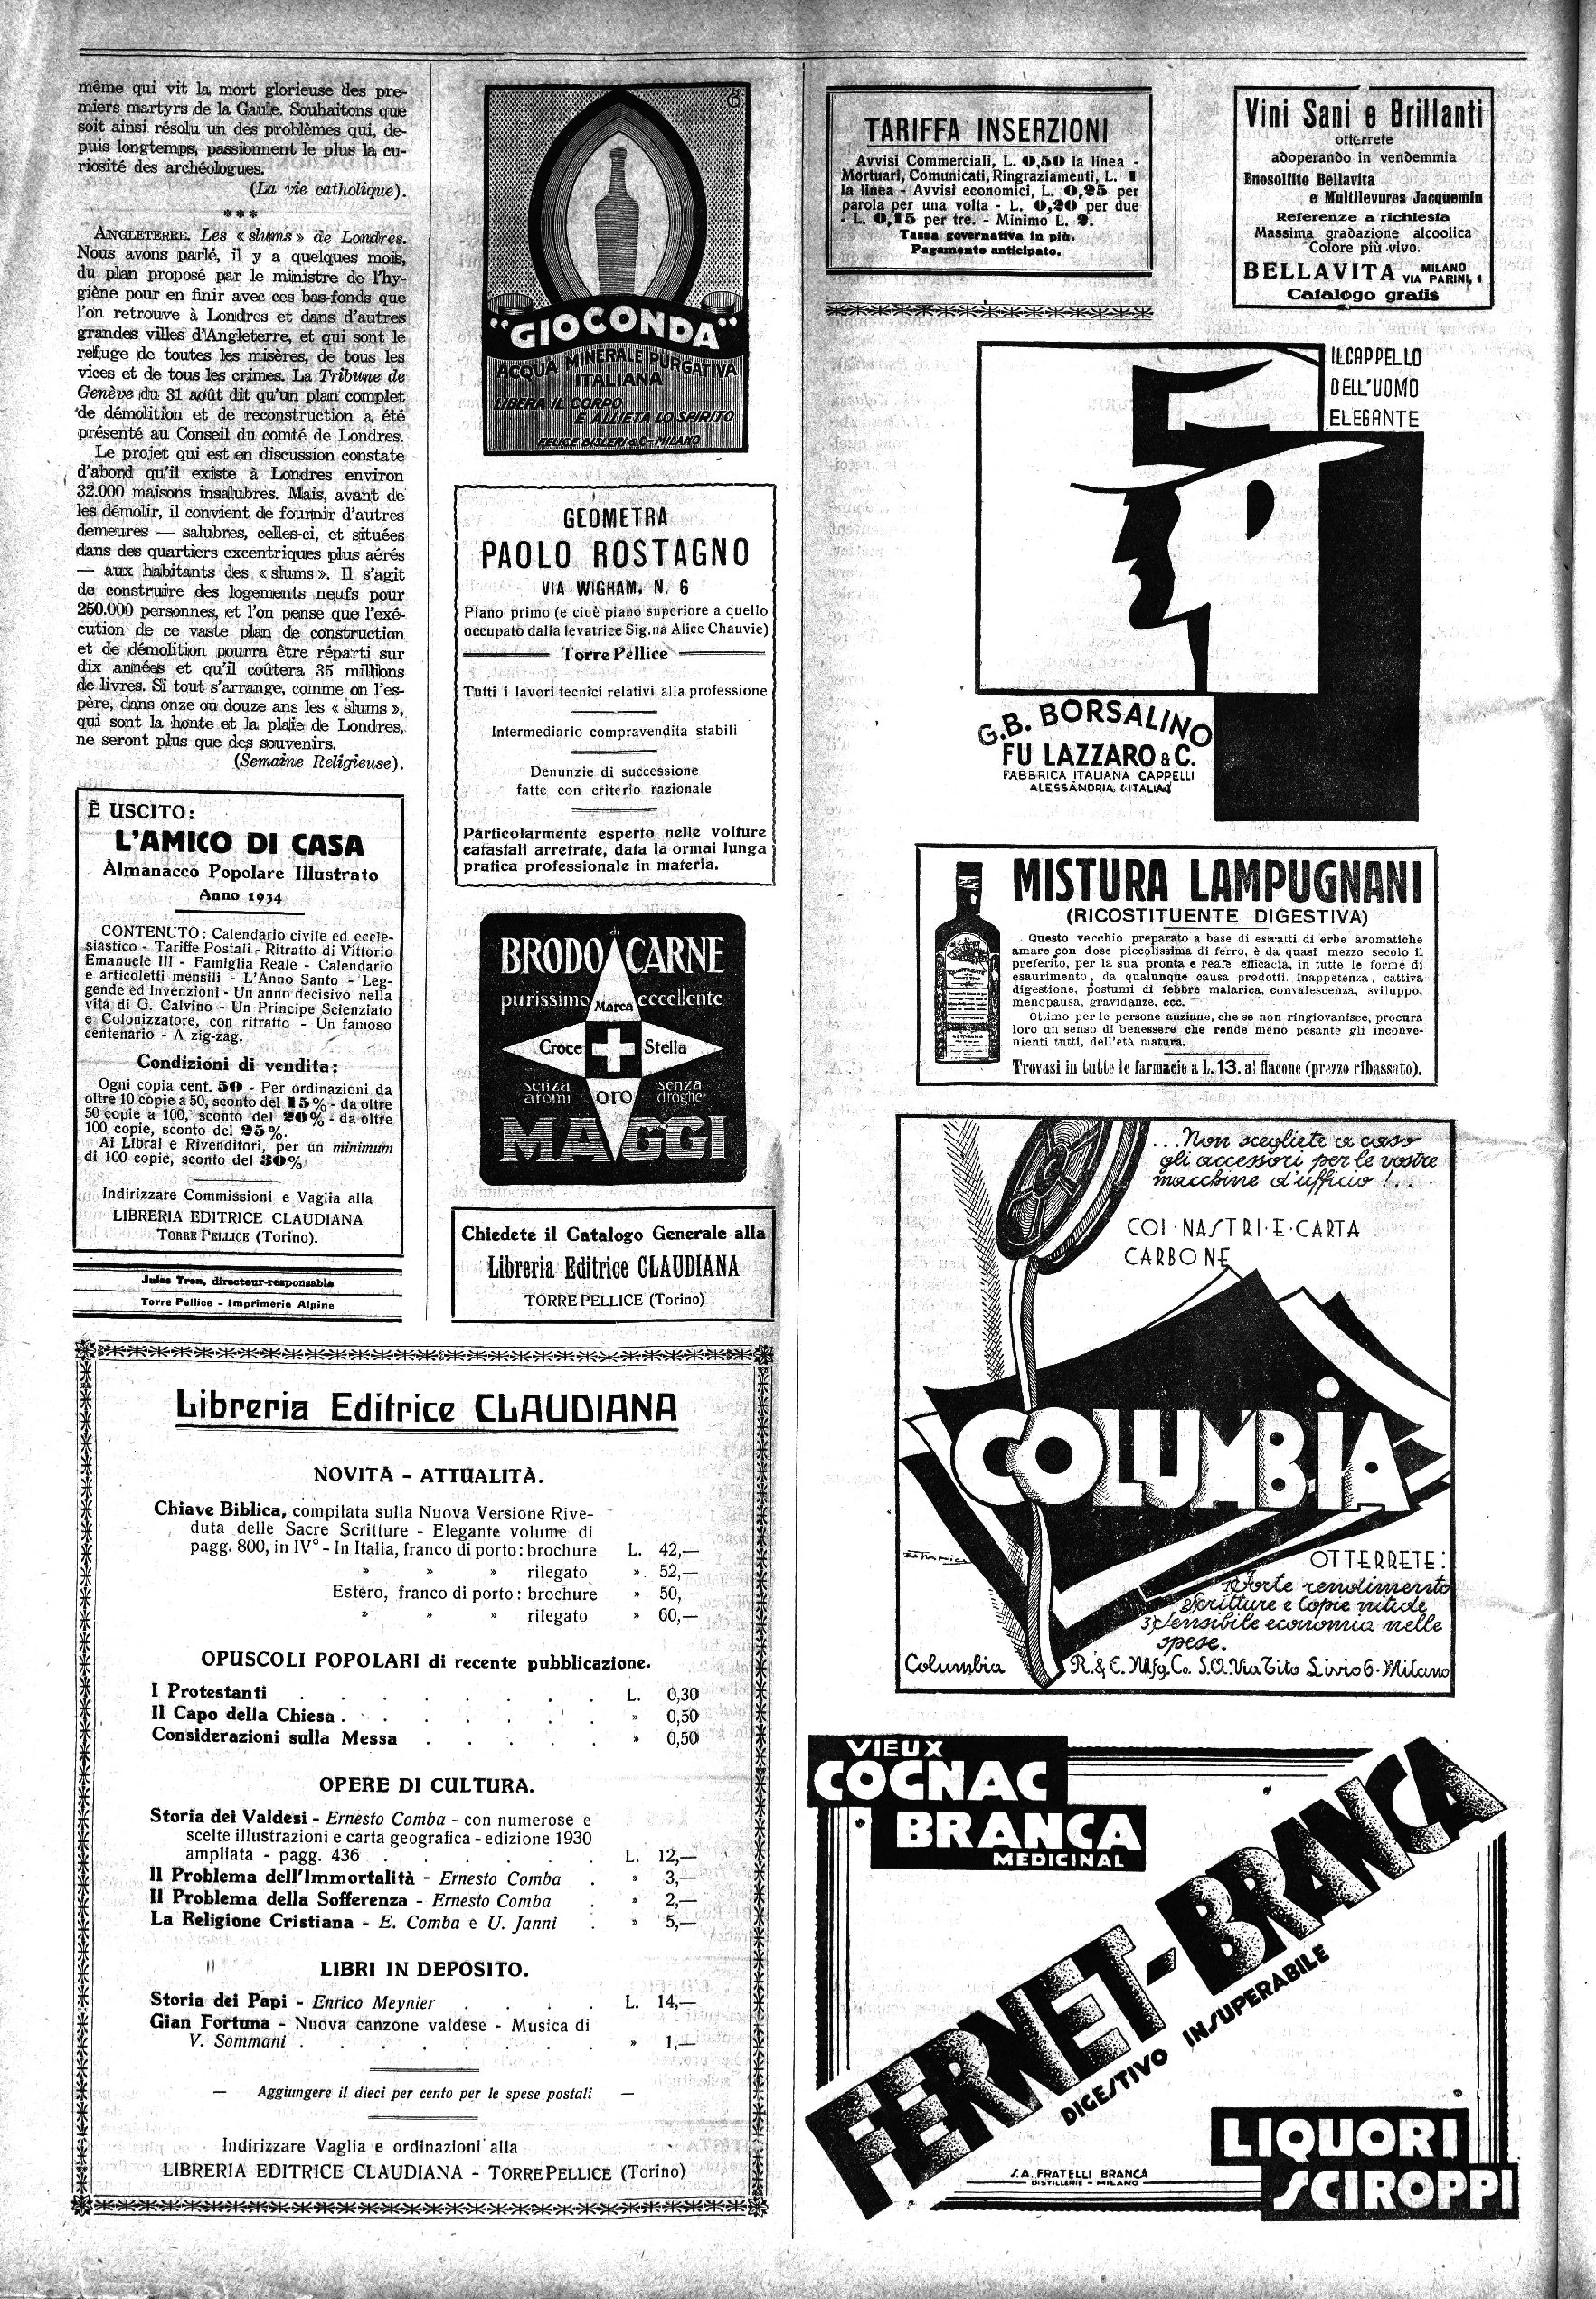 même qui vit la mort glorieuse des pre-
miers martyrs de la Gaule. Souhaitons que
soit ainsi résolu un des problèmes qui, de-
puis longtemps, passionnent le plus la cu-
riosité des archéologues.
(La vie catholique).
***
ANGLETERRE. Les « slums » de Londres.
Nous avons parlé, il y a quelques mois,
du plan proposé par le ministre de l'hy-
giène pour en finir avec ces bas-fonds que
l'on retrouve à Londres et dans d'autres
grandes villes d'Angleterre, et qui sont le
refuge de toutes les misères, de tous les
vices et de tous les crimes. La Tribune de
Genève du 31 août dit qu'un plan complet
de démolition et de reconstruction a été
présenté au Conseil du comté de Londres.
Le projet qui est en discussion constate
d'abord qu'il existe à Londres environ
32.000 maisons insalubres. Mais, avant de
les démolir, il convient de fournir d'autres
demeures — salubres, celles-ci, et situées
dans des quartiers excentriques plus aérés
— aux habitants des « slums ». Il s'agit
de construire des logements neufs pour
250.000 personnes, et l'on pense que l'exé-
cution de ce vaste plan de construction
et de démolition pourra être réparti sur
dix années et qu'il coûtera 35 millions
de livres. Si tout s'arrange, comme on l'es-
père, dans onze ou douze ans les « slums »,
qui sont la honte et la plaie de Londres,
ne seront plus que des souvenirs.
(Semaine Religieuse).
È USCITO:
L'AMICO DI CASA
Almanacco Popolare Illustrato
Anno 1934
CONTENUTO: Calendario civile ed eccle-
siastico - Tariffe Postali - Ritratto di Vittorio
Emanuele III - Famiglia Reale - Calendario
e articoletti mensili - L'Anno Santo - Leg-
gende ed Invenzioni - Un anno decisivo nella
vita di G. Calvino - Un Principe Scienziato
e Colonizzatore, con ritratto - Un famoso
centenario - A zig-zag.
Condizioni di vendita:
Ogni copia cent. 50 - Per ordinazioni da
oltre 10 copie a 50, sconto del 15% - da oltre
50 copie a 100, sconto del 20% - da oltre
100 copie, sconto del 25%.
Ai Librai e Rivenditori, per un minimum
di 100 copie, sconto del 30%
Indirizzare Commissioni e Vaglia alla
LIBRERIA EDITRICE CLAUDIANA
TORRE PELLICE (Torino).
Jules Tron, directeur-responsable
Torre Pellice - Imprimerie Alpine
"GIOCONDA"
ACQUA MINERALE PURGATIVA
ITALIANA
LIBERA IL CORPO
E ALLIETA LO SPIRITO
FELICE BISLERI & C - MILANO
GEOMETRA
PAOLO ROSTAGNO
VIA WIGRAM, N. 6
Piano primo (e cioè piano superiore a quello
occupato dalla levatrice Sig.na Alice Chauvie)
Torre Pellice
Tutti i lavori tecnici relativi alla professione
Intermediario compravendita stabili
Denunzie di successione
fatte con criterio razionale
Particolarmente esperto nelle volture
catastali arretrate, data la ormai lunga
pratica professionale in materia.
BRODO di CARNE
purissimo Marca eccellente
Croce Stella
senza aromi oro senza droghe
MAGGI
Chiedete il Catalogo Generale alla
Libreria Editrice CLAUDIANA
TORRE PELLICE (Torino)
Libreria Editrice CLAUDIANA
NOVITÀ - ATTUALITÀ.
Chiave Biblica, compilata sulla Nuova Versione Rive-
duta delle Sacre Scritture - Elegante volume di
pagg. 800, in IV° - In Italia, franco di porto: brochure L. 42,—
» » » rilegato » 52,—
Estero, franco di porto: brochure » 50,—
» » » rilegato » 60,—
OPUSCOLI POPOLARI di recente pubblicazione.
I Protestanti . . . . . . . . L. 0,30
Il Capo della Chiesa . . . . . . . » 0,50
Considerazioni sulla Messa . . . . . » 0,50
OPERE DI CULTURA.
Storia dei Valdesi - Ernesto Comba - con numerose e
scelte illustrazioni e carta geografica - edizione 1930
ampliata - pagg. 436 . . . . . . L. 12,—
Il Problema dell'Immortalità - Ernesto Comba . » 3,—
Il Problema della Sofferenza - Ernesto Comba . » 2,—
La Religione Cristiana - E. Comba e U. Janni . » 5,—
LIBRI IN DEPOSITO.
Storia dei Papi - Enrico Meynier . . . . L. 14,—
Gian Fortuna - Nuova canzone valdese - Musica di
V. Sommani . . . . . . . . » 1,—
— Aggiungere il dieci per cento per le spese postali —
Indirizzare Vaglia e ordinazioni alla
LIBRERIA EDITRICE CLAUDIANA - TORRE PELLICE (Torino)
TARIFFA INSERZIONI
Avvisi Commerciali, L. 0,50 la linea -
Mortuari, Comunicati, Ringraziamenti, L. 1
la linea - Avvisi economici, L. 0,25 per
parola per una volta - L. 0,20 per due
- L. 0,15 per tre. - Minimo L. 2.
Tassa governativa in più.
Pagamento anticipato.
Vini Sani e Brillanti
otterrete
adoperando in vendemmia
Enosolfito Bellavita
e Multilevures Jacquemin
Referenze a richiesta
Massima gradazione alcoolica
Colore più vivo.
BELLAVITA MILANO VIA PARINI, 1
Catalogo gratis
IL CAPPELLO
DELL'UOMO
ELEGANTE
G.B. BORSALINO
FU LAZZARO & C.
FABBRICA ITALIANA CAPPELLI
ALESSANDRIA, (ITALIA)
MISTURA LAMPUGNANI
(RICOSTITUENTE DIGESTIVA)
Questo vecchio preparato a base di estratti di erbe aromatiche
amare con dose piccolissima di ferro, è da quasi mezzo secolo il
preferito, per la sua pronta e reale efficacia, in tutte le forme di
esaurimento, da qualunque causa prodotti. Inappetenza, cattiva
digestione, postumi di febbre malarica, convalescenza, sviluppo,
menopausa, gravidanze, ecc.
Ottimo per le persone anziane, che se non ringiovanisce, procura
loro un senso di benessere che rende meno pesante gli inconve-
nienti tutti, dell'età matura.
Trovasi in tutte le farmacie a L. 13. al flacone (prezzo ribassato).
...Non scegliete a caso
gli accessori per le vostre
macchine d'ufficio!..
COI·NASTRI·E·CARTA
CARBONE
COLUMBIA
OTTERRETE:
1) Forte rendimento
2) Scritture e Copie nitide
3) Sensibile economia nelle
spese.
Columbia R. & C. Mfg. Co. S.A. Via Tito Livio 6 - Milano
VIEUX
COGNAC
BRANCA
MEDICINAL
FERNET-BRANCA
DIGESTIVO INSUPERABILE
S.A. FRATELLI BRANCA
DISTILLERIE - MILANO
LIQUORI
SCIROPPI